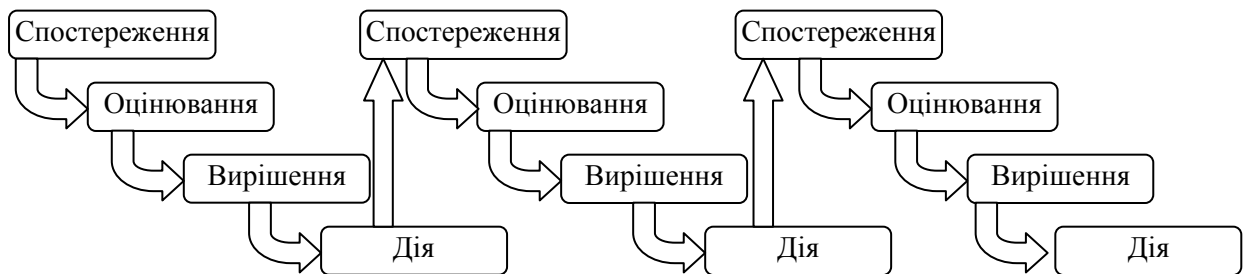 Спостереження Спостереження Спостереження
Оцінювання Оцінювання Оцінювання
Вирішення Вирішення Вирішення
Дія Дія Дія